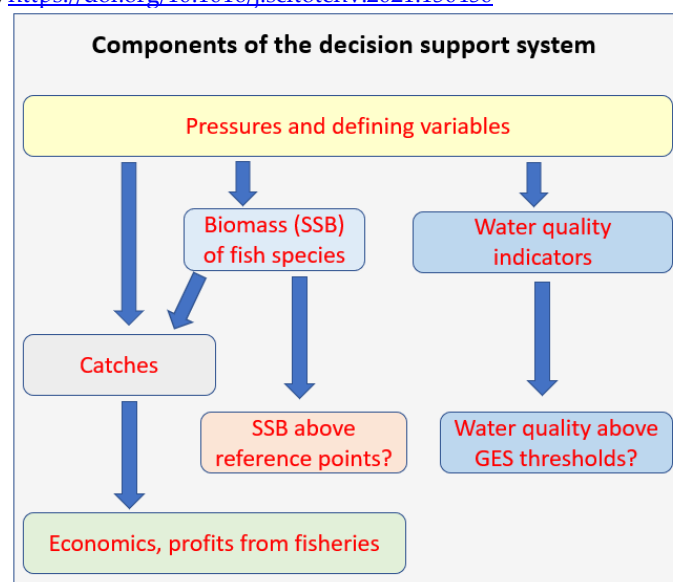 Components of the decision support system
Pressures and defining variables
Biomass (SSB)
of fish species
Water quality
indicators
Catches
SSB above
reference points?
Water quality above
GES thresholds?
Economics, profits from fisheries